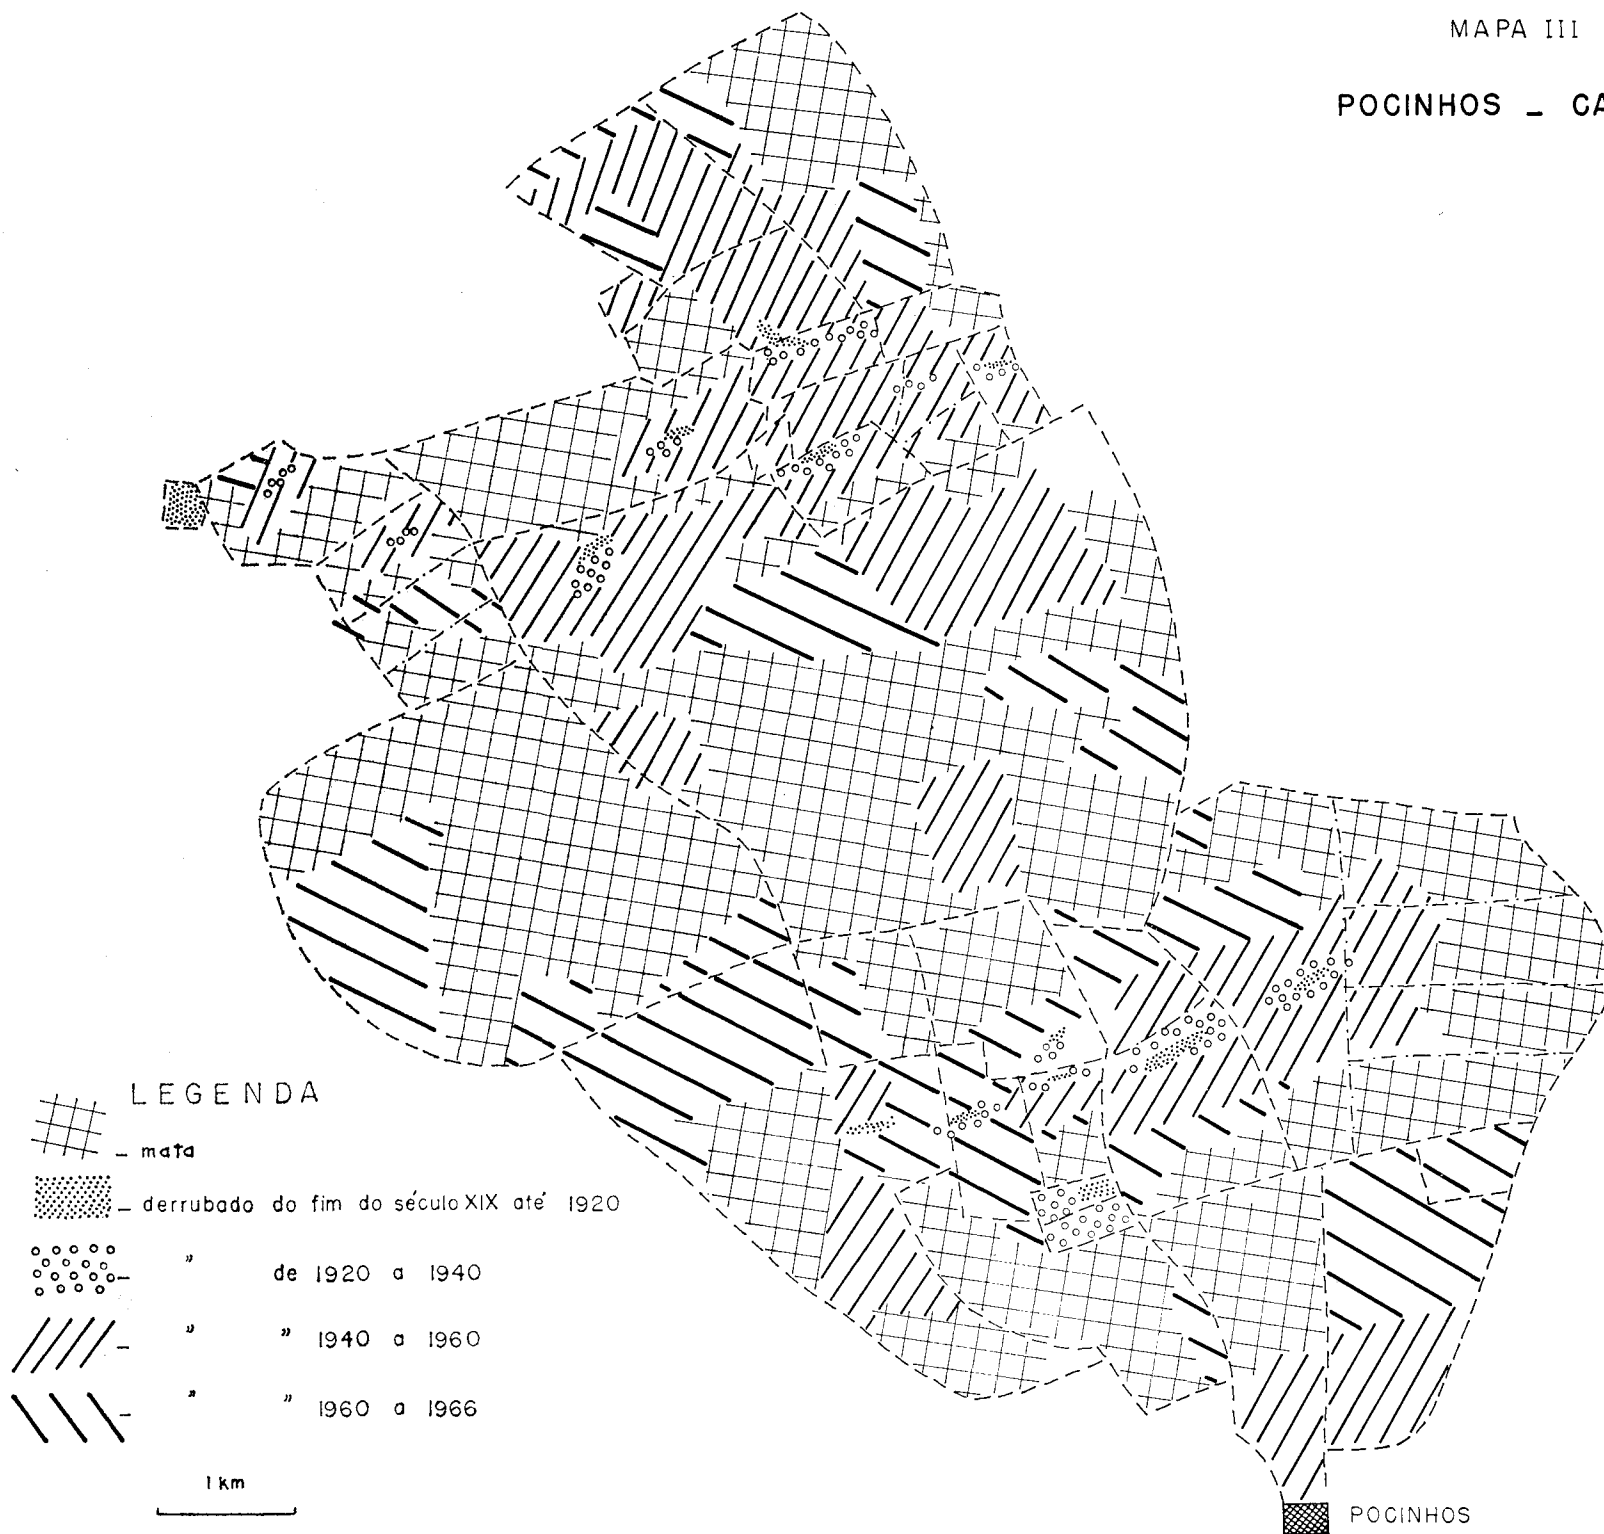 MAPA III
POCINHOS _ CA
LEGENDA
_ mata
_ derrubado do fim do século XIX até 1920
_ " de 1920 a 1940
_ " " 1940 a 1960
_ " " 1960 a 1966
1 km
POCINHOS